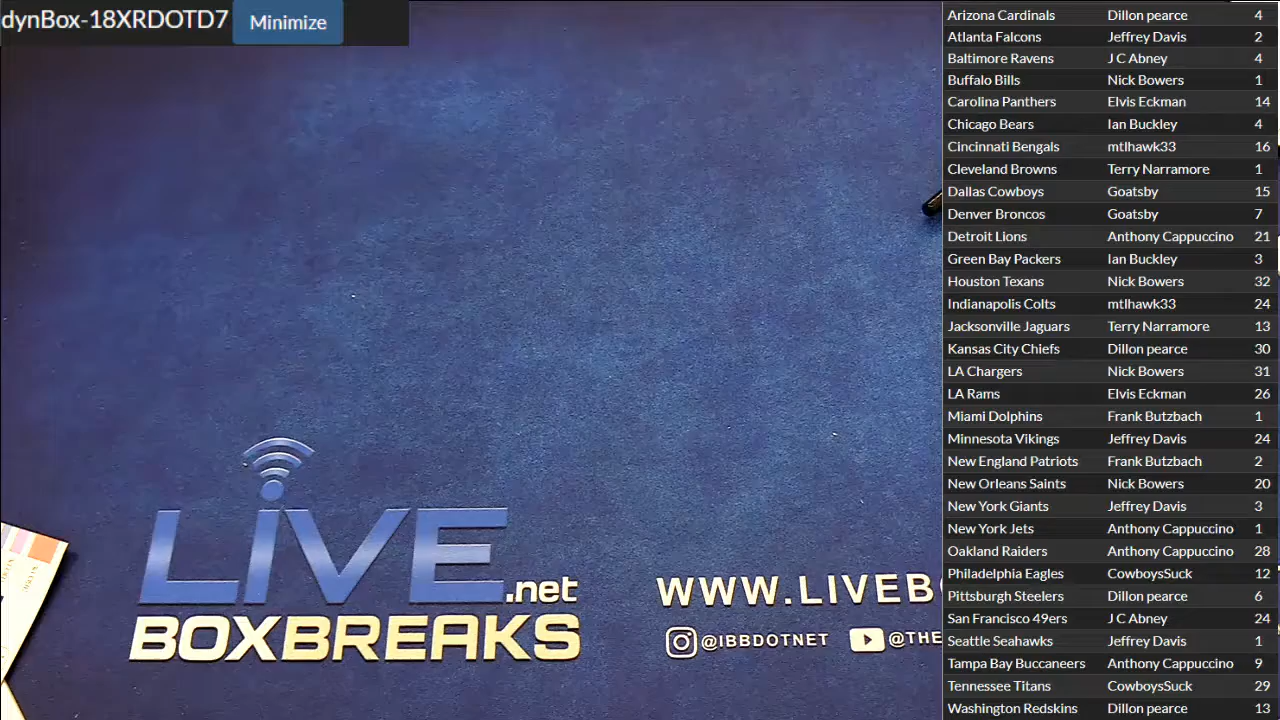 dynBox-18XRDOTD7 Minimize
Arizona Cardinals Dillon pearce 4
Atlanta Falcons Jeffrey Davis 2
Baltimore Ravens J C Abney 4
Buffalo Bills Nick Bowers 1
Carolina Panthers Elvis Eckman 14
Chicago Bears Ian Buckley 4
Cincinnati Bengals mtlhawk33 16
Cleveland Browns Terry Narramore 1
Dallas Cowboys Goatsby 15
Denver Broncos Goatsby 7
Detroit Lions Anthony Cappuccino 21
Green Bay Packers Ian Buckley 3
Houston Texans Nick Bowers 32
Indianapolis Colts mtlhawk33 24
Jacksonville Jaguars Terry Narramore 13
Kansas City Chiefs Dillon pearce 30
LA Chargers Nick Bowers 31
LA Rams Elvis Eckman 26
Miami Dolphins Frank Butzbach 1
Minnesota Vikings Jeffrey Davis 24
New England Patriots Frank Butzbach 2
New Orleans Saints Nick Bowers 20
New York Giants Jeffrey Davis 3
New York Jets Anthony Cappuccino 1
Oakland Raiders Anthony Cappuccino 28
Philadelphia Eagles CowboysSuck 12
Pittsburgh Steelers Dillon pearce 6
San Francisco 49ers J C Abney 24
Seattle Seahawks Jeffrey Davis 1
Tampa Bay Buccaneers Anthony Cappuccino 9
Tennessee Titans CowboysSuck 29
Washington Redskins Dillon pearce 13
LIVE.net
BOXBREAKS
WWW.LIVEB
@IBBDOTNET @THE